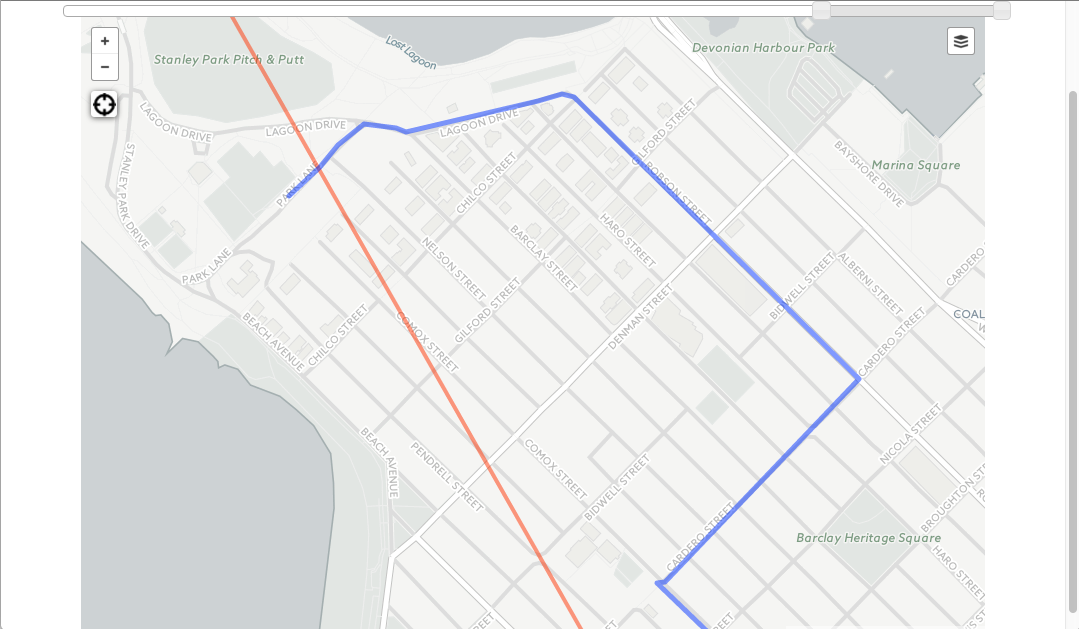 +
−
Lost Lagoon
Devonian Harbour Park
Stanley Park Pitch & Putt
LAGOON DRIVE
LAGOON DRIVE
LAGOON DRIVE
GILFORD STREET
BAYSHORE DRIVE
Marina Square
STANLEY PARK DRIVE
PARK LANE
CHILCO STREET
ROBSON STREET
HARO STREET
BARCLAY STREET
NELSON STREET
PARK LANE
CARDERO
ALBERNI STREET
BIDWELL STREET
GILFORD STREET
DENMAN STREET
BEACH AVENUE
CHILCO STREET
COMOX STREET
COAL
CARDERO STREET
NICOLA STREET
BEACH AVENUE
PENDRELL STREET
COMOX STREET
BIDWELL STREET
BROUGHTON ST
CARDERO STREET
Barclay Heritage Square
HARO STREET